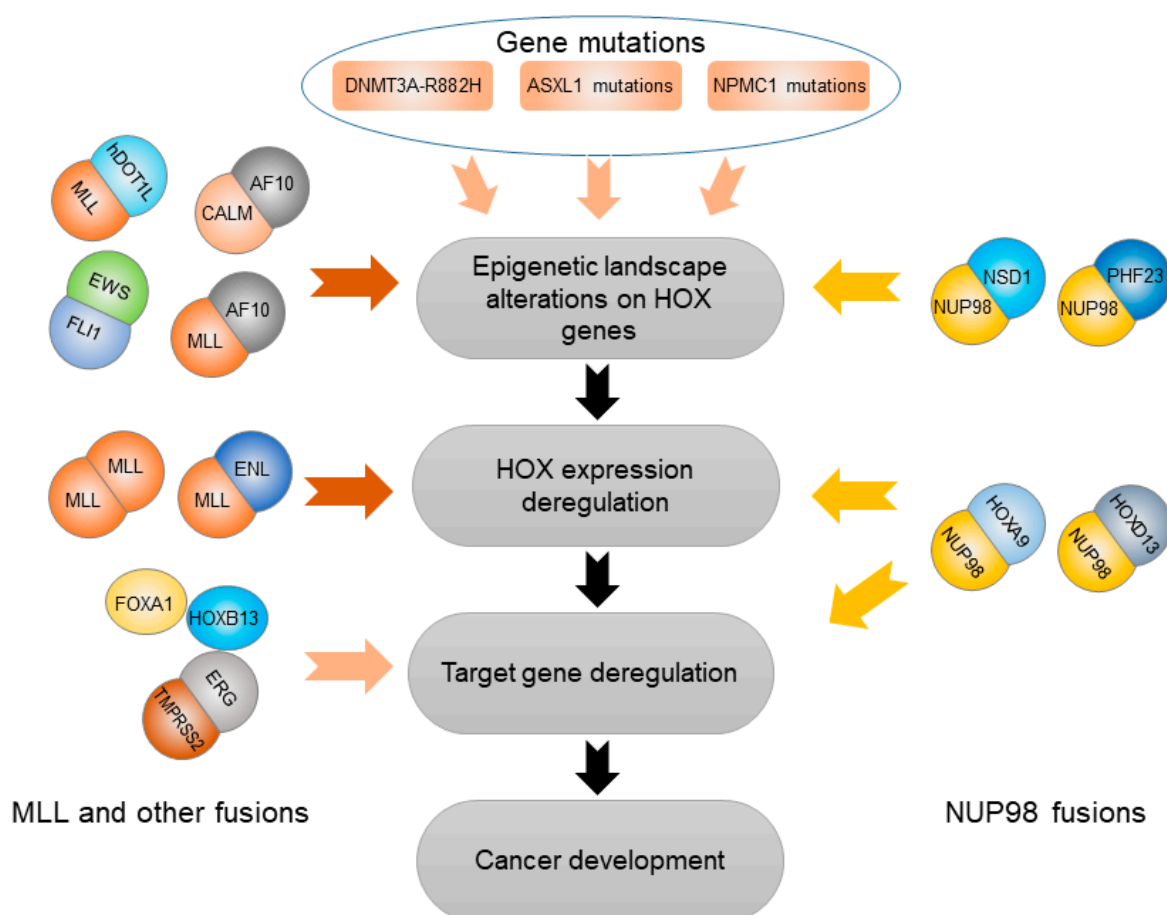 Gene mutations
DNMT3A-R882H
ASXL1 mutations
NPMC1 mutations
hDOT1L
MLL
AF10
CALM
EWS
FLI1
AF10
MLL
Epigenetic landscape
alterations on HOX
genes
NSD1
NUP98
PHF23
NUP98
MLL
MLL
ENL
MLL
HOX expression
deregulation
HOXA9
NUP98
HOXD13
NUP98
FOXA1
HOXB13
ERG
TMPRSS2
Target gene deregulation
MLL and other fusions
NUP98 fusions
Cancer development